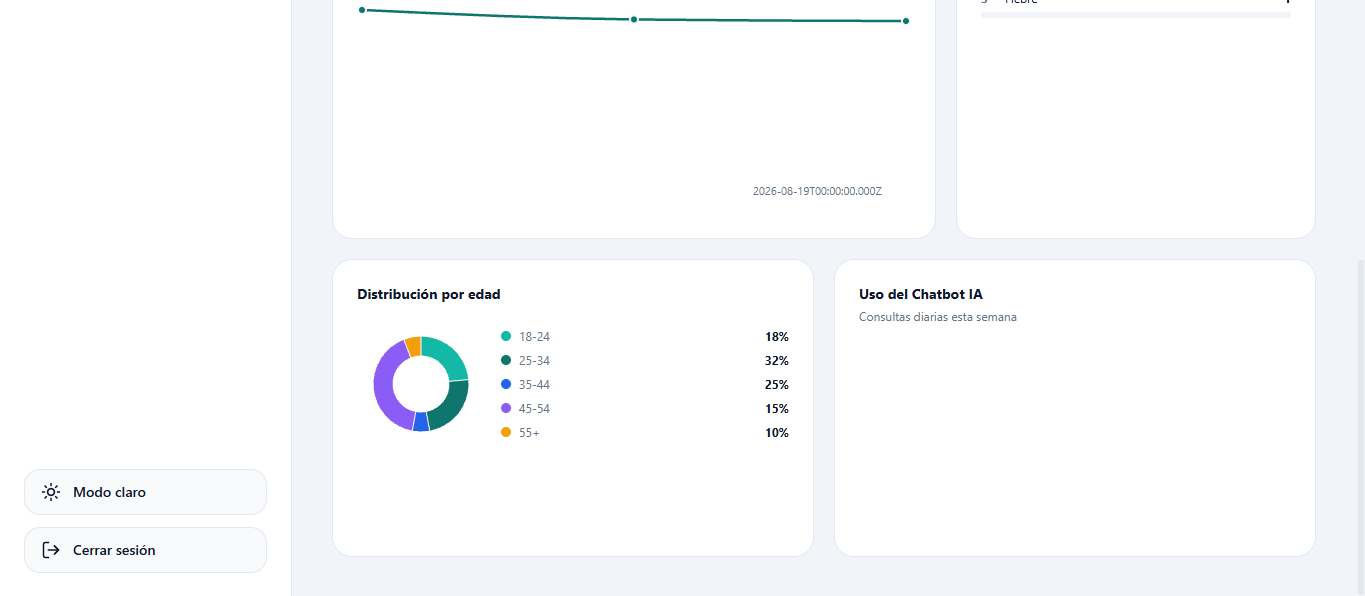 2026-08-19T00:00:00.000Z
Distribución por edad
18-24 18%
25-34 32%
35-44 25%
45-54 15%
55+ 10%
Uso del Chatbot IA
Consultas diarias esta semana
Modo claro
Cerrar sesión